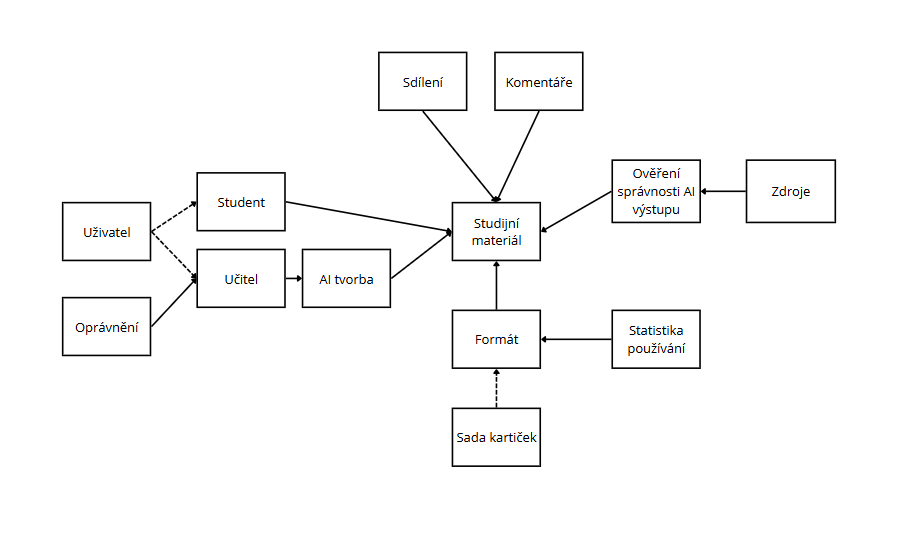 Sdílení
Komentáře
Ověření
správnosti AI
výstupu
Zdroje
Student
Uživatel
Studijní
materiál
Učitel
AI tvorba
Oprávnění
Formát
Statistika
používání
Sada kartiček